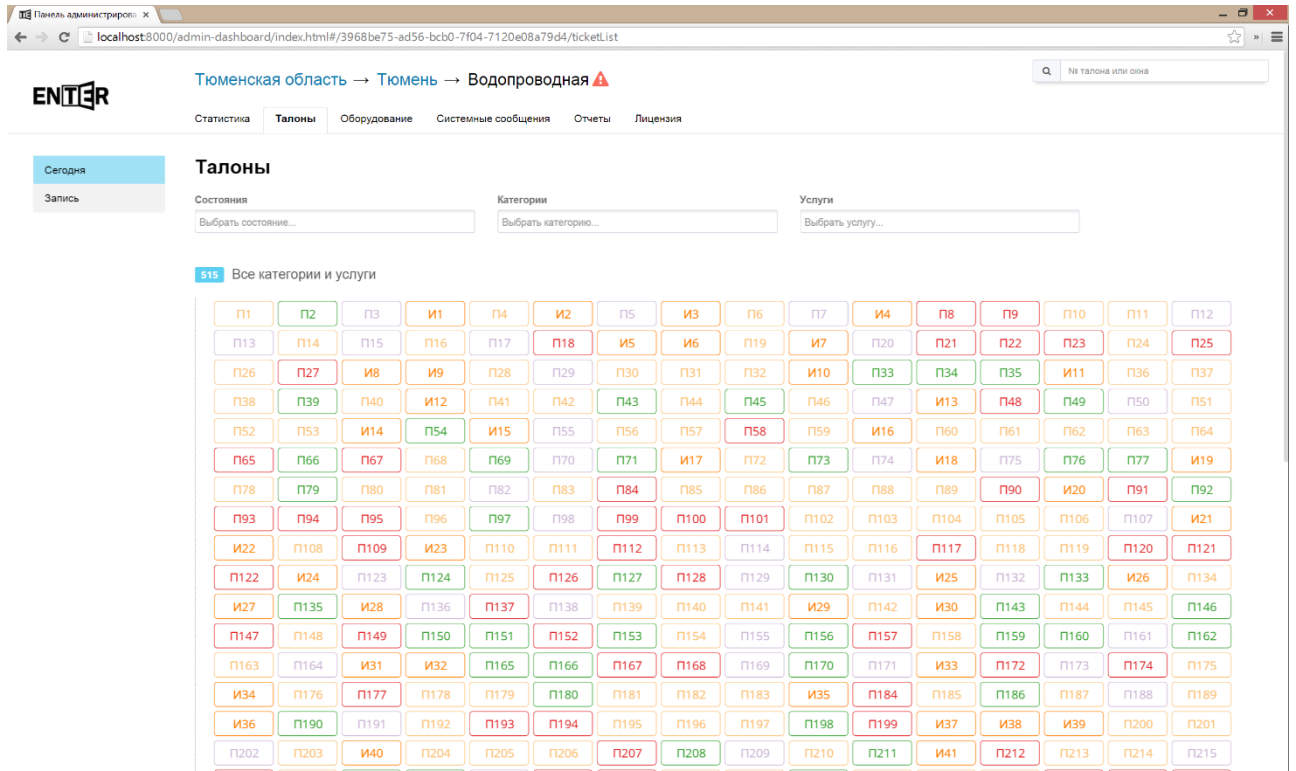 Панель администрирова ×
localhost:8000/admin-dashboard/index.html#/3968be75-ad56-bcb0-7f04-7120e08a79d4/ticketList
ENTER
Тюменская область → Тюмень → Водопроводная
№ талона или окна
Статистика Талоны Оборудование Системные сообщения Отчеты Лицензия
Сегодня
Запись
Талоны
Состояния Категории Услуги
Выбрать состояние... Выбрать категорию... Выбрать услугу...
515 Все категории и услуги
П1 П2 П3 И1 П4 И2 П5 И3 П6 П7 И4 П8 П9 П10 П11 П12
П13 П14 П15 П16 П17 П18 И5 И6 П19 И7 П20 П21 П22 П23 П24 П25
П26 П27 И8 И9 П28 П29 П30 П31 П32 И10 П33 П34 П35 И11 П36 П37
П38 П39 П40 И12 П41 П42 П43 П44 П45 П46 П47 И13 П48 П49 П50 П51
П52 П53 И14 П54 И15 П55 П56 П57 П58 П59 И16 П60 П61 П62 П63 П64
П65 П66 П67 П68 П69 П70 П71 И17 П72 П73 П74 И18 П75 П76 П77 И19
П78 П79 П80 П81 П82 П83 П84 П85 П86 П87 П88 П89 П90 И20 П91 П92
П93 П94 П95 П96 П97 П98 П99 П100 П101 П102 П103 П104 П105 П106 П107 И21
И22 П108 П109 И23 П110 П111 П112 П113 П114 П115 П116 П117 П118 П119 П120 П121
П122 И24 П123 П124 П125 П126 П127 П128 П129 П130 П131 И25 П132 П133 И26 П134
И27 П135 И28 П136 П137 П138 П139 П140 П141 И29 П142 И30 П143 П144 П145 П146
П147 П148 П149 П150 П151 П152 П153 П154 П155 П156 П157 П158 П159 П160 П161 П162
П163 П164 И31 И32 П165 П166 П167 П168 П169 П170 П171 И33 П172 П173 П174 П175
И34 П176 П177 П178 П179 П180 П181 П182 П183 И35 П184 П185 П186 П187 П188 П189
И36 П190 П191 П192 П193 П194 П195 П196 П197 П198 П199 И37 И38 И39 П200 П201
П202 П203 И40 П204 П205 П206 П207 П208 П209 П210 П211 И41 П212 П213 П214 П215